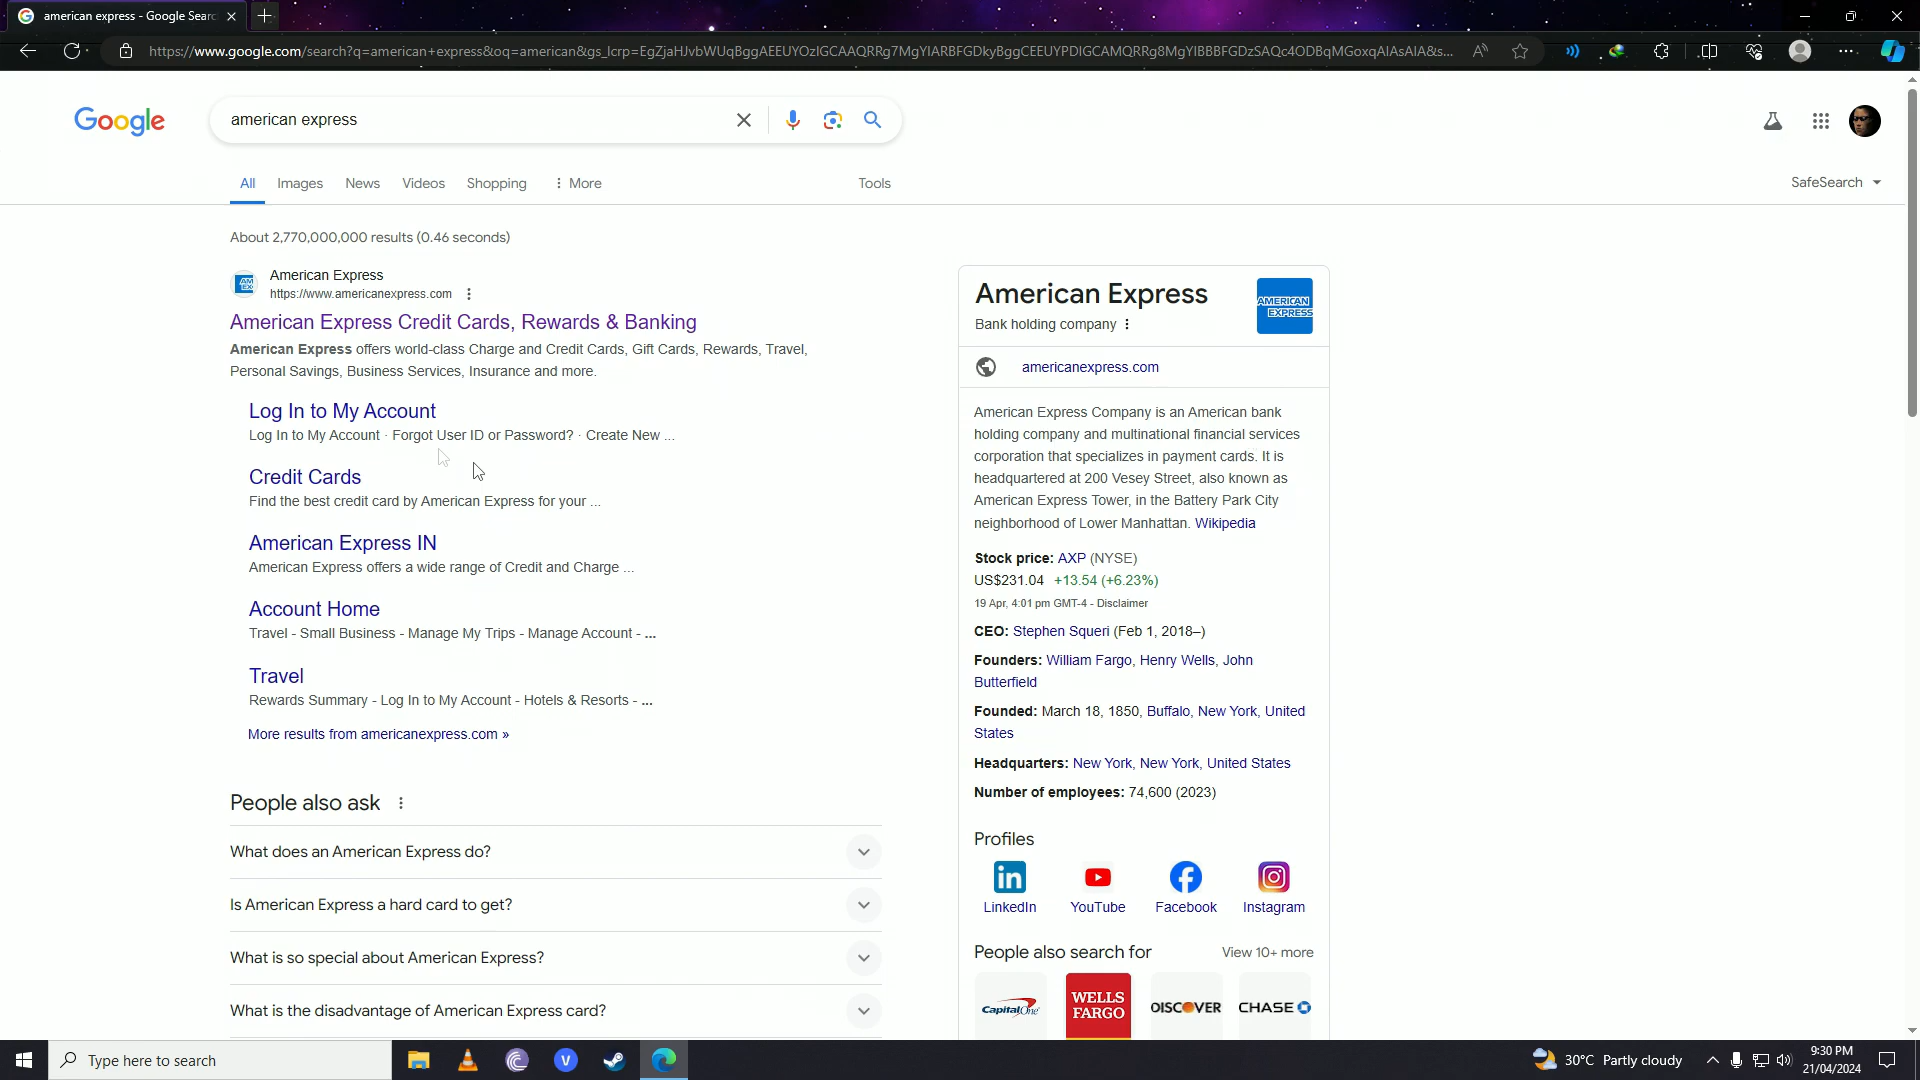 american express - Google Searc
https://www.google.com/search?q=american+express&oq=american&gs_lcrp=EgZjaHJvbWUqBggAEEUYOzIGCAAQRRg7MgYIARBFGDkyBggCEEUYPDIGCAMQRRg8MgYIBBBFGDzSAQc4ODBqMGoxqAIAsAIA&s...
Google
american express
All Images News Videos Shopping More Tools SafeSearch
About 2,770,000,000 results (0.46 seconds)
American Express
https://www.americanexpress.com
American Express Credit Cards, Rewards & Banking
American Express offers world-class Charge and Credit Cards, Gift Cards, Rewards, Travel,
Personal Savings, Business Services, Insurance and more.
Log In to My Account
Log In to My Account · Forgot User ID or Password? · Create New ...
Credit Cards
Find the best credit card by American Express for your ...
American Express IN
American Express offers a wide range of Credit and Charge ...
Account Home
Travel - Small Business - Manage My Trips - Manage Account - ...
Travel
Rewards Summary - Log In to My Account - Hotels & Resorts - ...
More results from americanexpress.com »
People also ask
What does an American Express do?
Is American Express a hard card to get?
What is so special about American Express?
What is the disadvantage of American Express card?
American Express
Bank holding company
AMERICAN
EXPRESS
americanexpress.com
American Express Company is an American bank
holding company and multinational financial services
corporation that specializes in payment cards. It is
headquartered at 200 Vesey Street, also known as
American Express Tower, in the Battery Park City
neighborhood of Lower Manhattan. Wikipedia
Stock price: AXP (NYSE)
US$231.04 +13.54 (+6.23%)
19 Apr, 4:01 pm GMT-4 - Disclaimer
CEO: Stephen Squeri (Feb 1, 2018–)
Founders: William Fargo, Henry Wells, John
Butterfield
Founded: March 18, 1850, Buffalo, New York, United
States
Headquarters: New York, New York, United States
Number of employees: 74,600 (2023)
Profiles
LinkedIn YouTube Facebook Instagram
People also search for View 10+ more
Capital One WELLS FARGO DISCOVER CHASE
Type here to search
30°C Partly cloudy
9:30 PM
21/04/2024